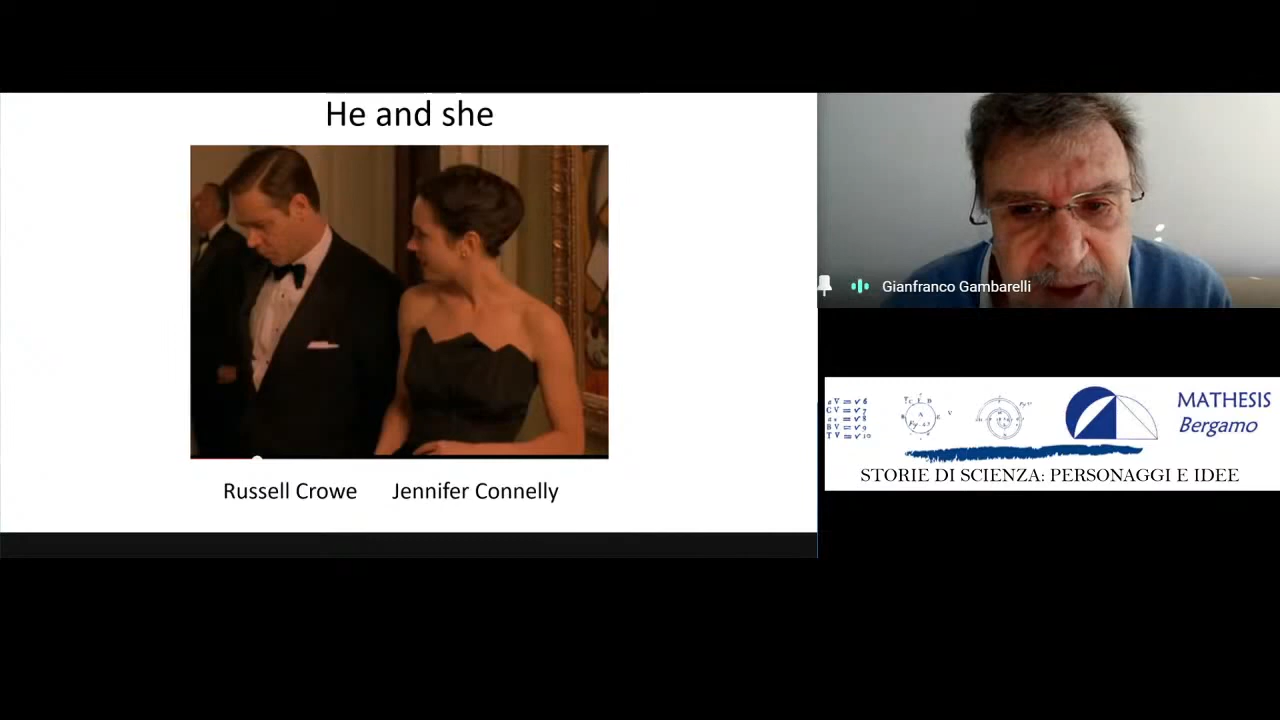 He and she
Russell Crowe Jennifer Connelly
Gianfranco Gambarelli
MATHESIS
Bergamo
STORIE DI SCIENZA: PERSONAGGI E IDEE